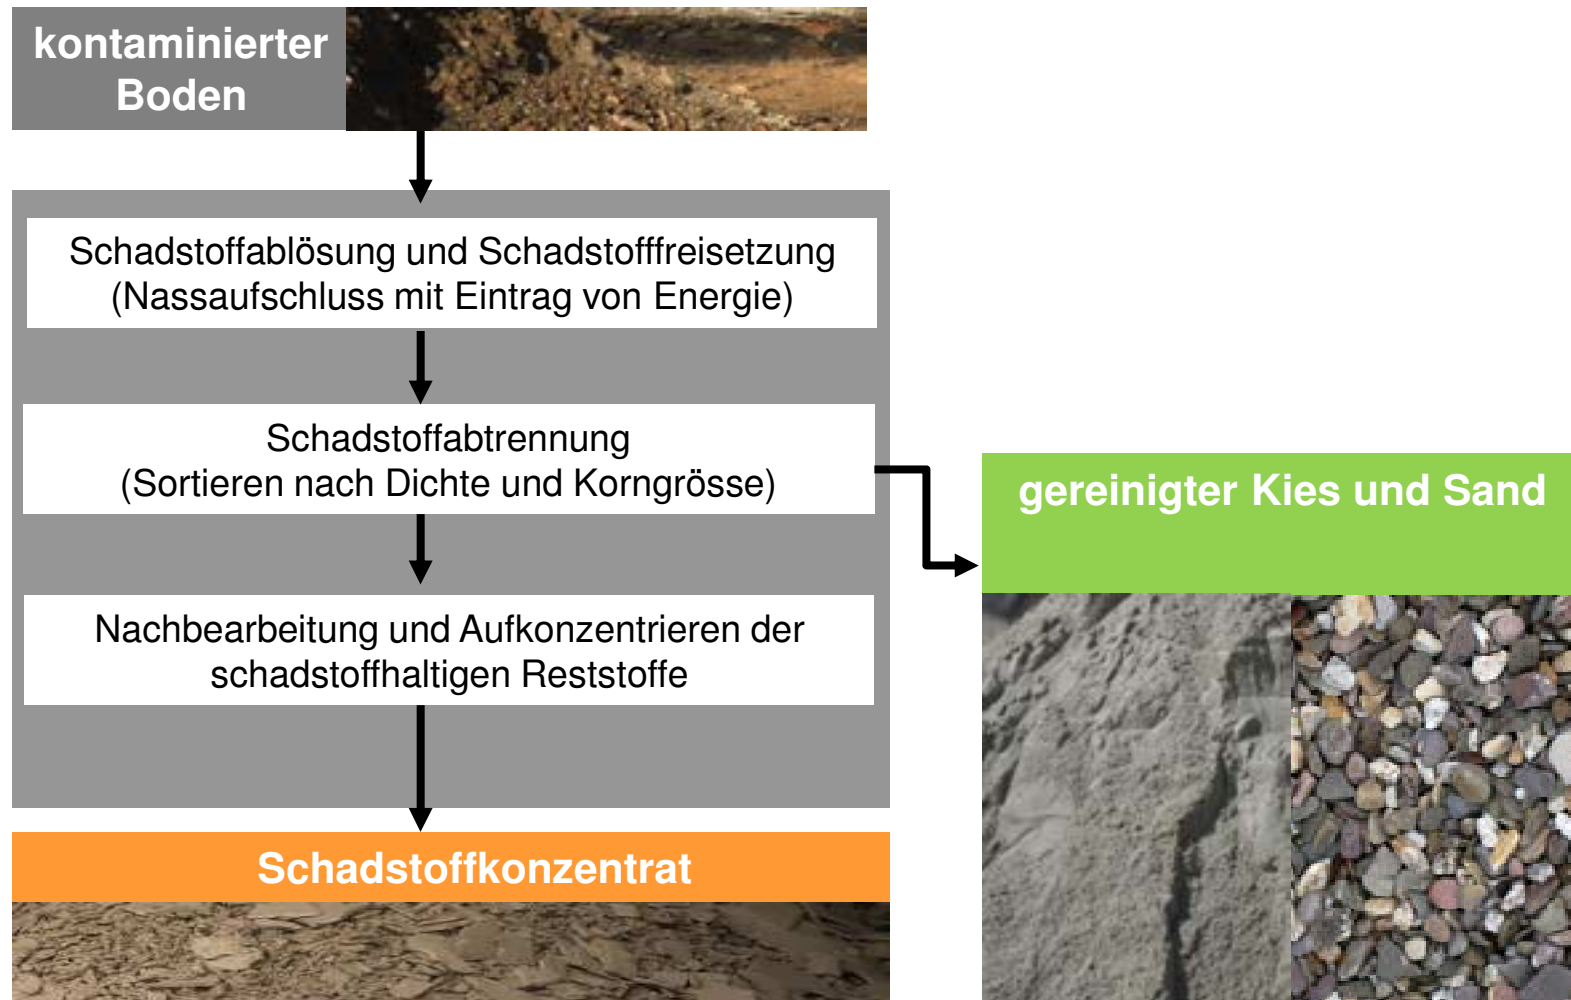 kontaminierter
Boden
Schadstoffablösung und Schadstofffreisetzung
(Nassaufschluss mit Eintrag von Energie)
Schadstoffabtrennung
(Sortieren nach Dichte und Korngrösse)
gereinigter Kies und Sand
Nachbearbeitung und Aufkonzentrieren der
schadstoffhaltigen Reststoffe
Schadstoffkonzentrat